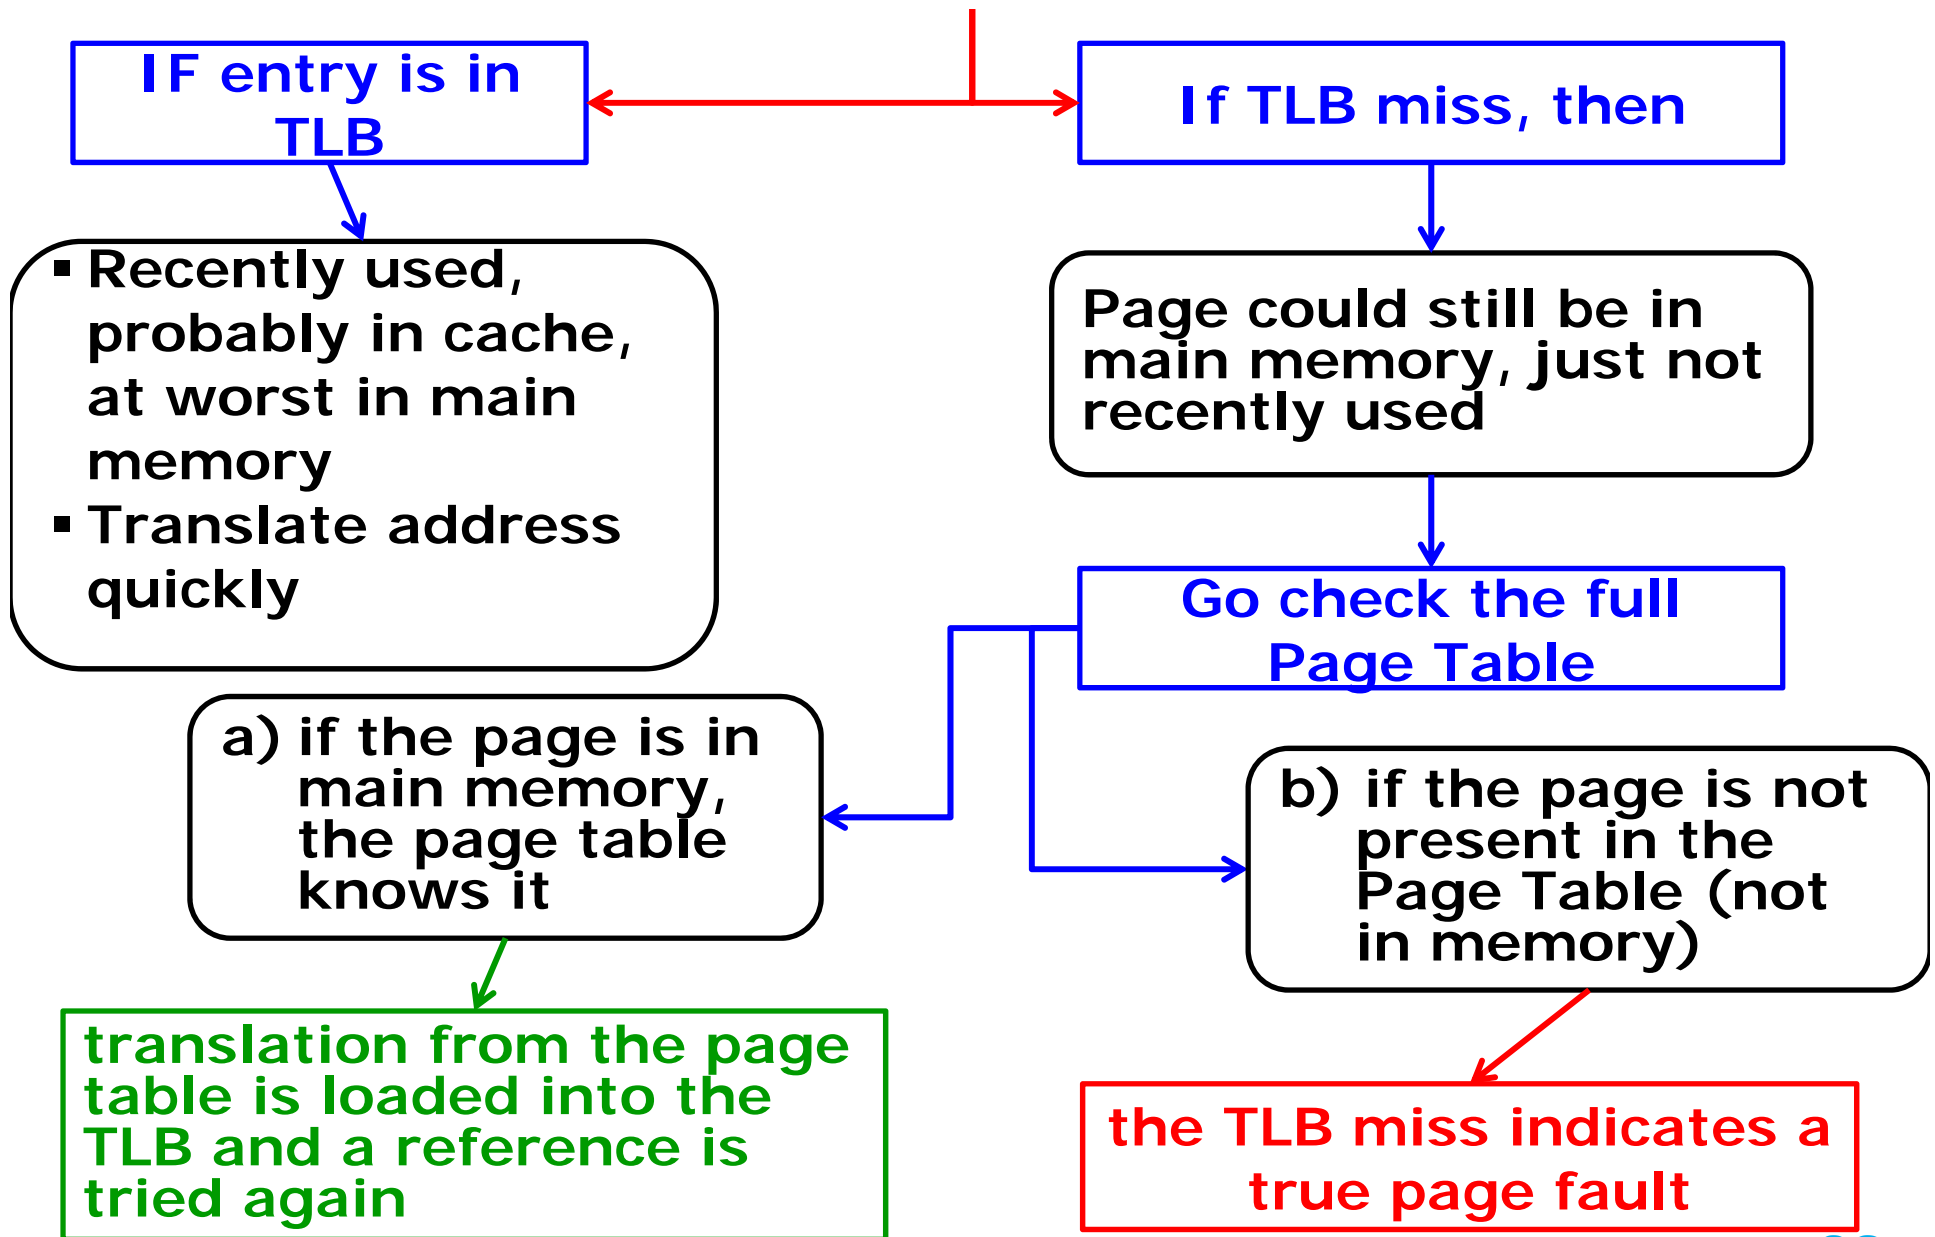 IF entry is in
TLB
If TLB miss, then
▪ Recently used,
probably in cache,
at worst in main
memory
▪ Translate address
quickly
Page could still be in
main memory, just not
recently used
Go check the full
Page Table
a) if the page is in
main memory,
the page table
knows it
b) if the page is not
present in the
Page Table (not
in memory)
translation from the page
table is loaded into the
TLB and a reference is
tried again
the TLB miss indicates a
true page fault